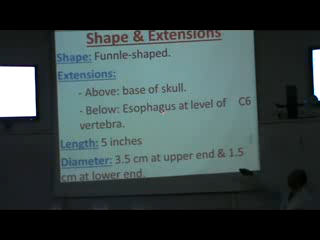 Shape & Extensions
Shape: Funnle-shaped.
Extensions:
- Above: base of skull.
- Below: Esophagus at level of C6
vertebra.
Length: 5 inches
Diameter: 3.5 cm at upper end & 1.5
cm at lower end.